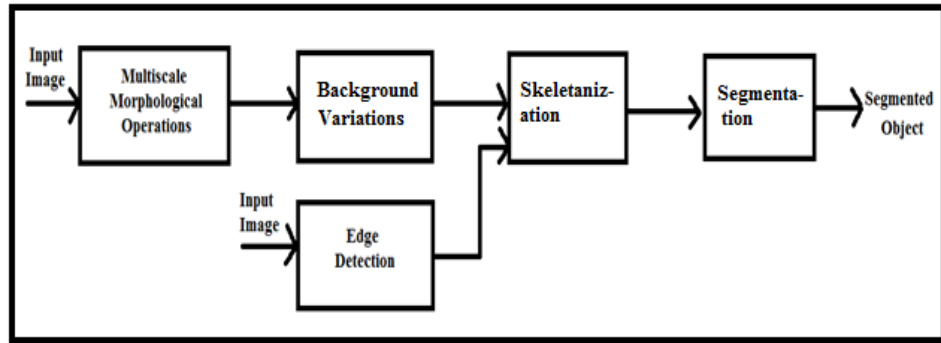 Input
Image
Multiscale
Morphological
Operations
Background
Variations
Skeletaniz-
ation
Segmenta-
-tion
Segmented
Object
Input
Image
Edge
Detection